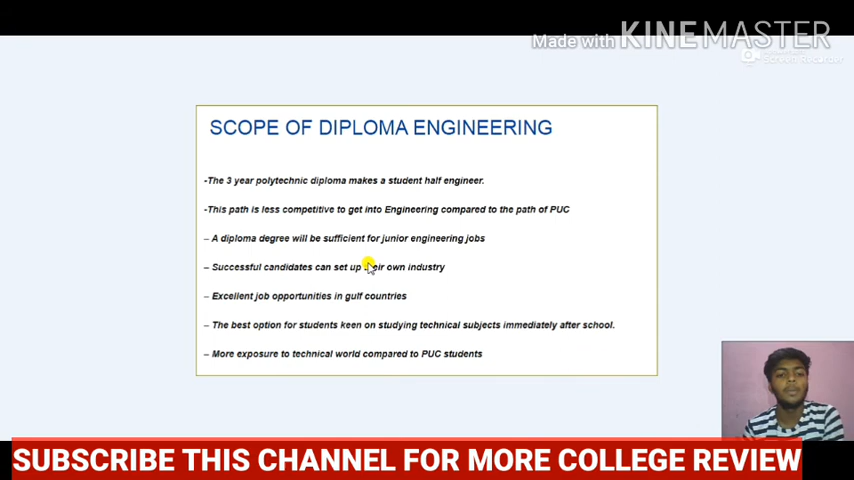 Made with KINEMASTER
Screen Recorder
SCOPE OF DIPLOMA ENGINEERING
-The 3 year polytechnic diploma makes a student half engineer.
-This path is less competitive to get into Engineering compared to the path of PUC
– A diploma degree will be sufficient for junior engineering jobs
– Successful candidates can set up their own industry
– Excellent job opportunities in gulf countries
– The best option for students keen on studying technical subjects immediately after school.
– More exposure to technical world compared to PUC students
SUBSCRIBE THIS CHANNEL FOR MORE COLLEGE REVIEW